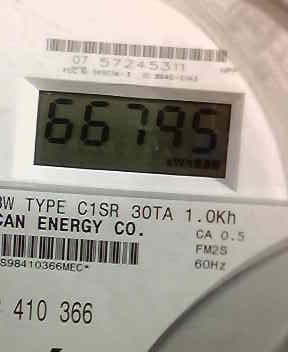 07 57245311
66795
3W TYPE C1SR 30TA 1.0Kh
CAN ENERGY CO.
CA 0.5
FM2S
60Hz
S98410366MEC*
410 366